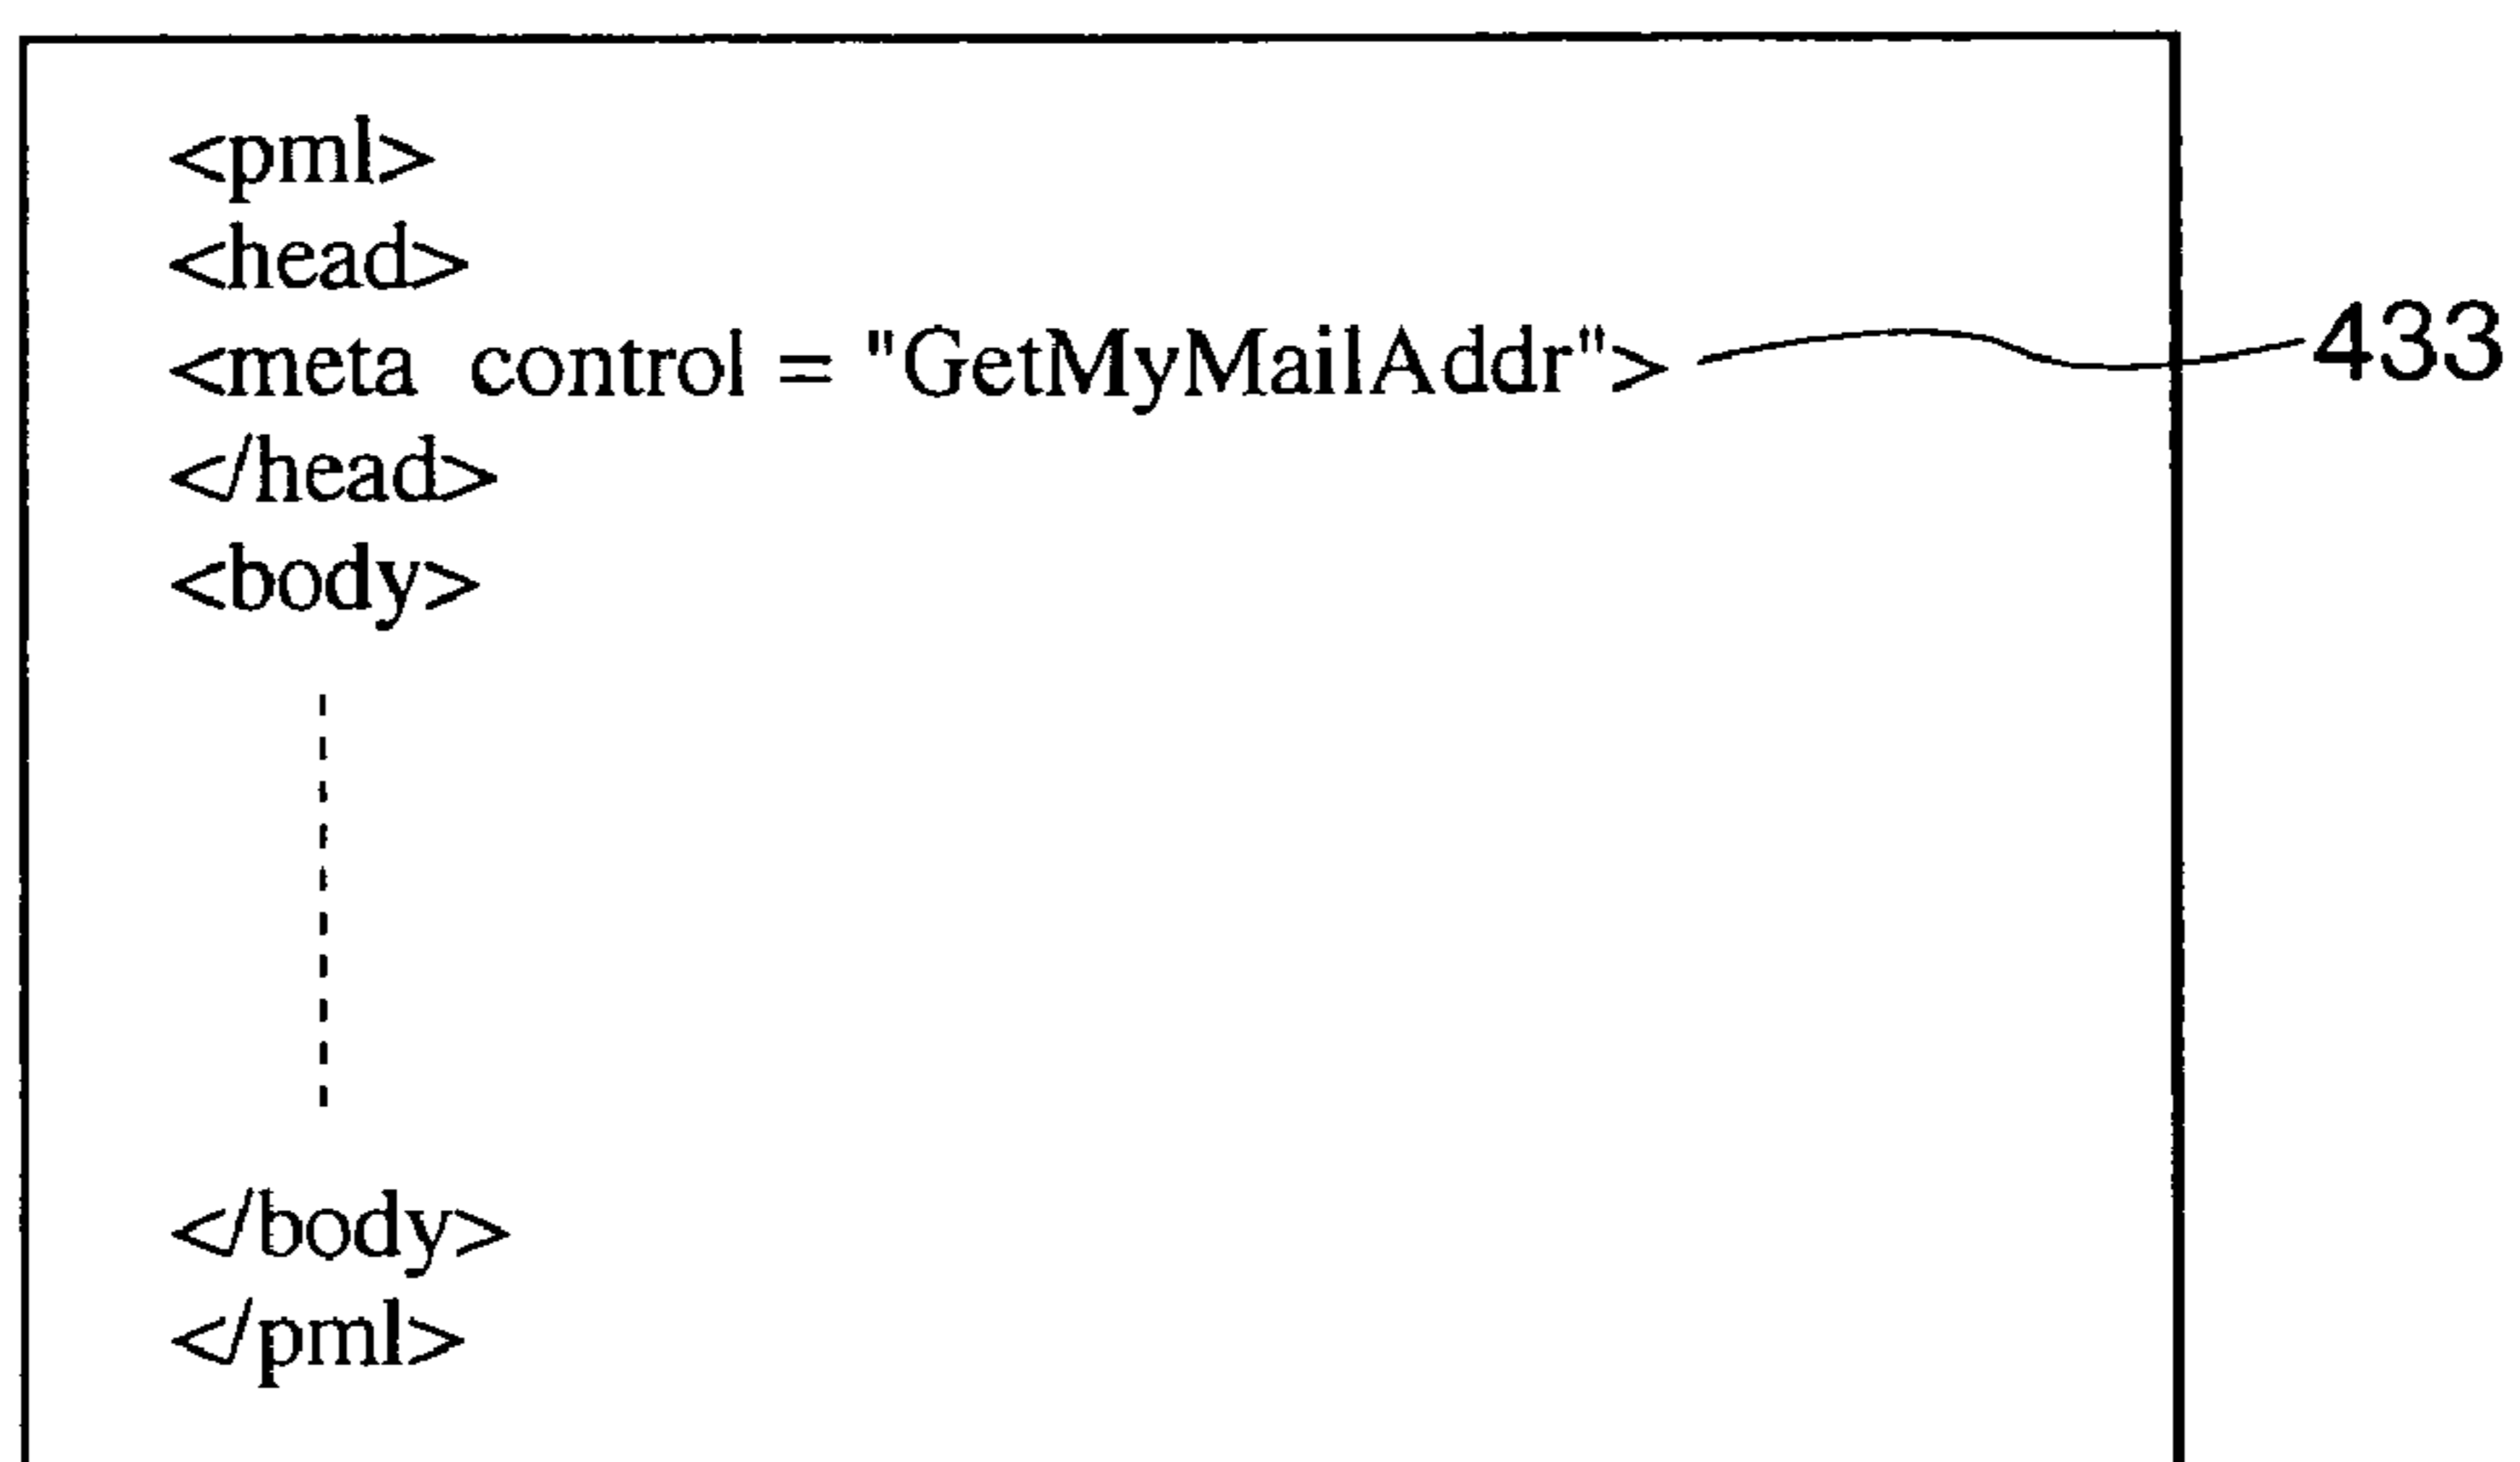 <pml>
<head>
<meta control = "GetMyMailAddr"> 433
</head>
<body>
</body>
</pml>